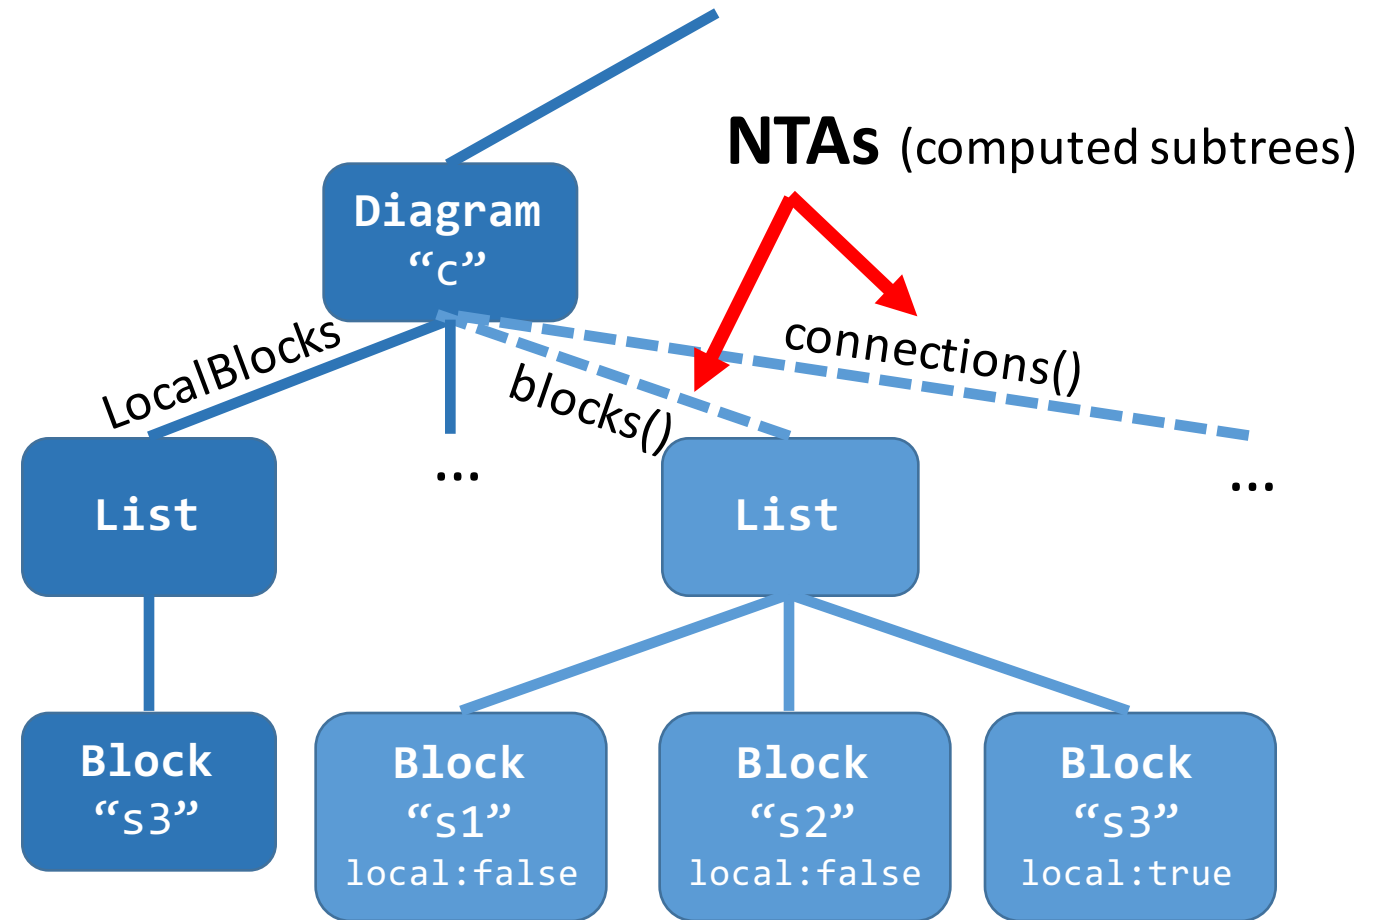 NTAs (computed subtrees)
Diagram
“c”
LocalBlocks
blocks()
connections()
...
...
List
List
Block
“s3”
Block
“s1”
local:false
Block
“s2”
local:false
Block
“s3”
local:true